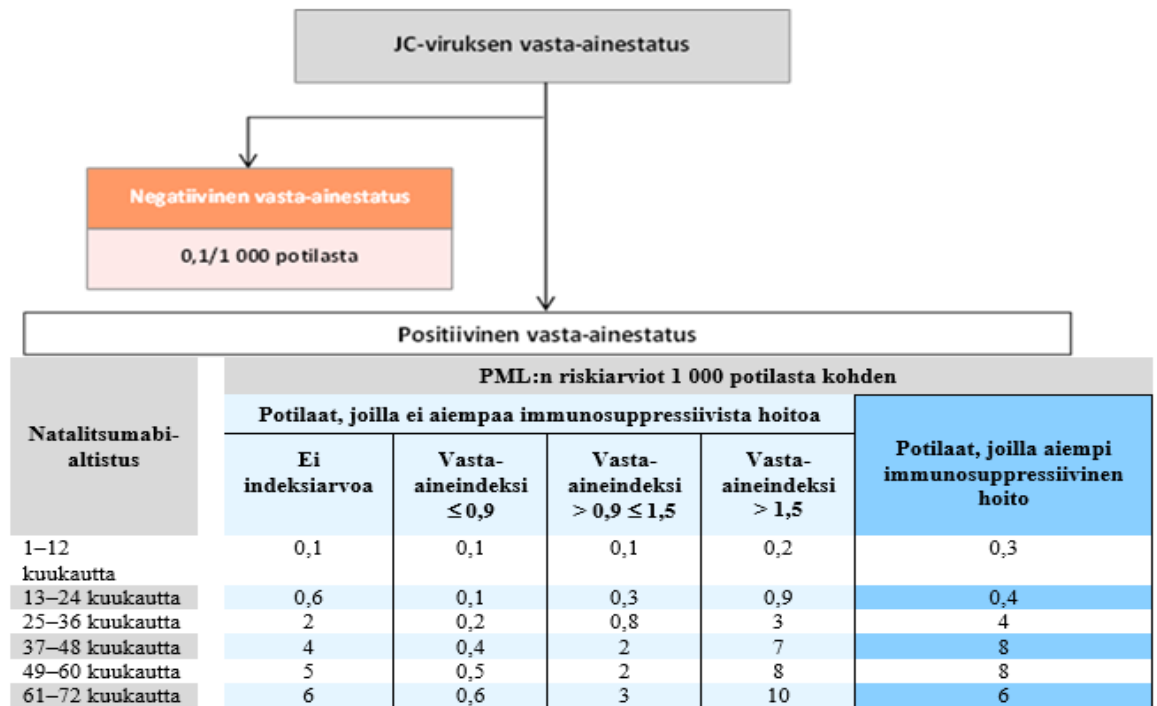 JC-viruksen vasta-ainestatus
Negatiivinen vasta-ainestatus
0,1/1 000 potilasta
Positiivinen vasta-ainestatus
Natalitsumabi-
altistus
PML:n riskiarviot 1 000 potilasta kohden
Potilaat, joilla ei aiempaa immunosuppressiivista hoitoa
Potilaat, joilla aiempi
immunosuppressiivinen
hoito
Ei
indeksiarvoa
Vasta-
aineindeksi
≤ 0,9
Vasta-
aineindeksi
> 0,9 ≤ 1,5
Vasta-
aineindeksi
> 1,5
1–12
kuukautta
0,1 0,1 0,1 0,2 0,3
13–24 kuukautta 0,6 0,1 0,3 0,9 0,4
25–36 kuukautta 2 0,2 0,8 3 4
37–48 kuukautta 4 0,4 2 7 8
49–60 kuukautta 5 0,5 2 8 8
61–72 kuukautta 6 0,6 3 10 6